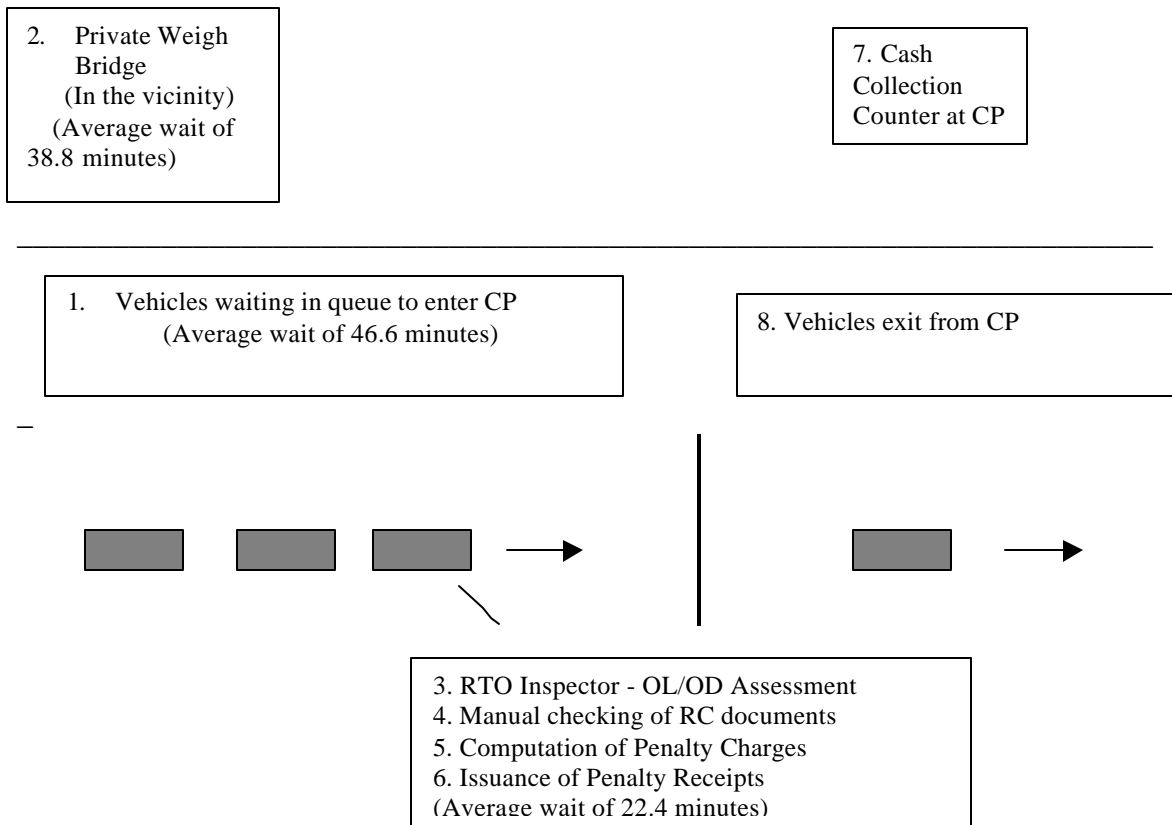 2. Private Weigh
Bridge
(In the vicinity)
(Average wait of
38.8 minutes)
7. Cash
Collection
Counter at CP
1. Vehicles waiting in queue to enter CP
(Average wait of 46.6 minutes)
8. Vehicles exit from CP
3. RTO Inspector - OL/OD Assessment
4. Manual checking of RC documents
5. Computation of Penalty Charges
6. Issuance of Penalty Receipts
(Average wait of 22.4 minutes)